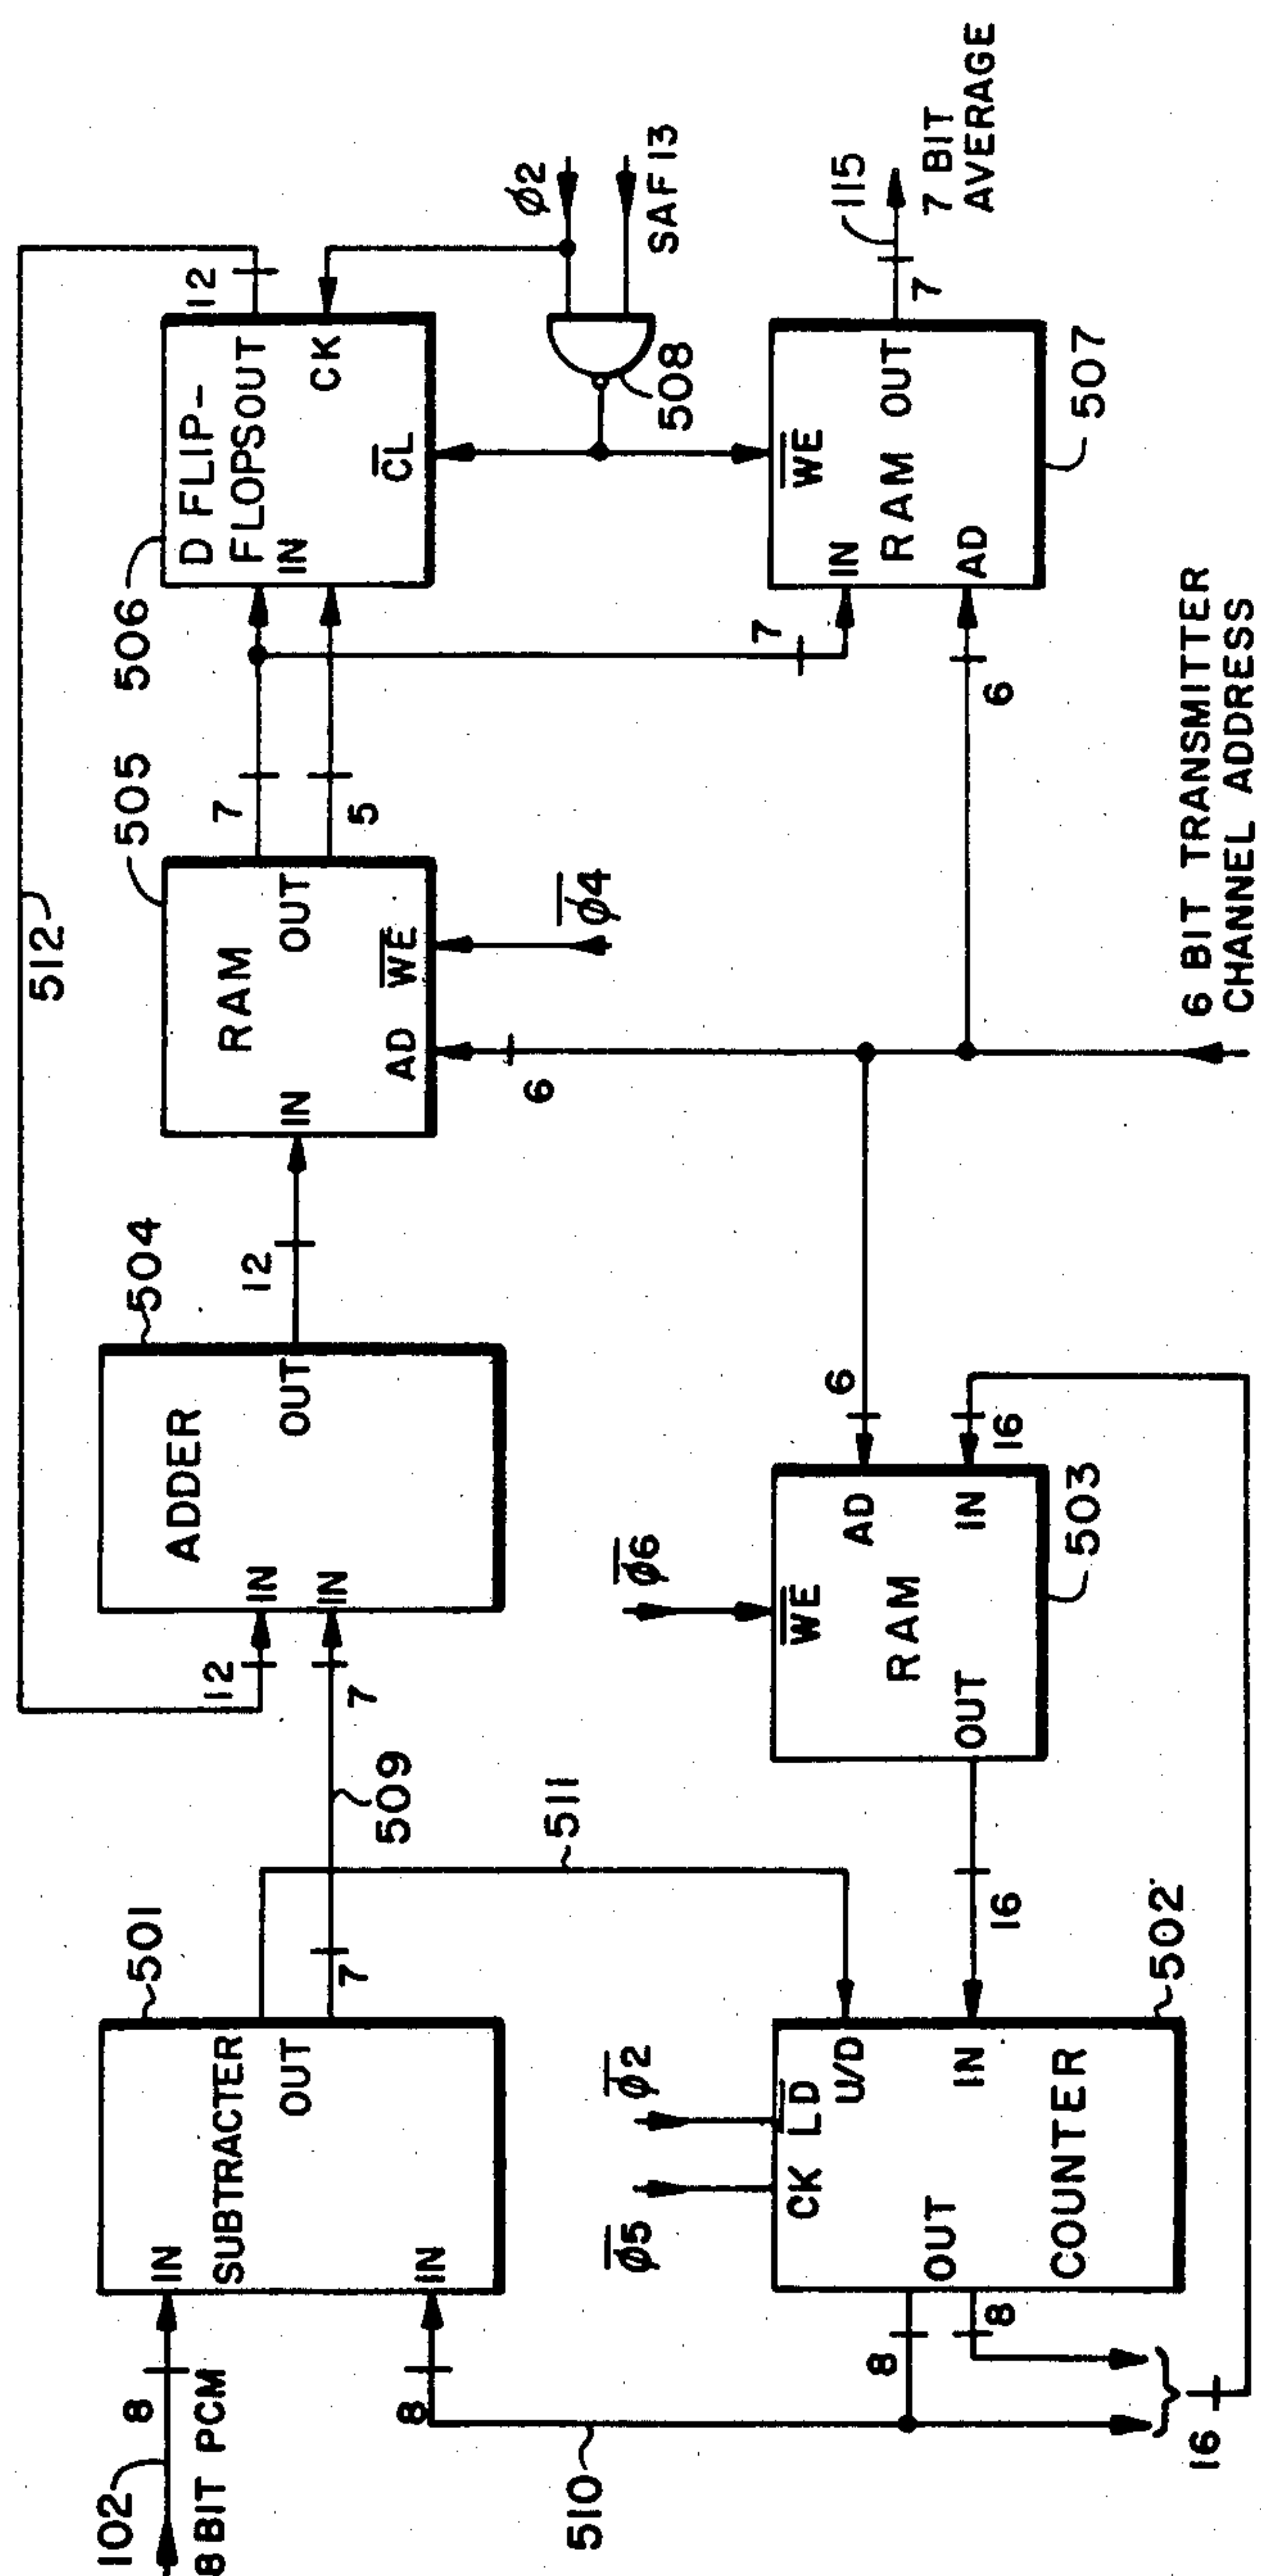 102
8
8 BIT PCM
IN
SUBTRACTER
OUT
IN
501
8
510
7
509
511
12
7
IN
IN
ADDER
OUT
504
12
512
IN
RAM
OUT
AD
WE
505
6
φ4
7
5
506
D FLIP-
FLOPS OUT
IN
CK
CL
12
φ2
SAF 13
508
7
6
IN
WE
RAM OUT
AD
507
7
115
7 BIT
AVERAGE
6 BIT TRANSMITTER
CHANNEL ADDRESS
φ5
φ2
CK LD
U/D
OUT
IN
COUNTER
502
8
8
16
16
φ6
WE
AD
RAM
OUT
IN
503
6
16